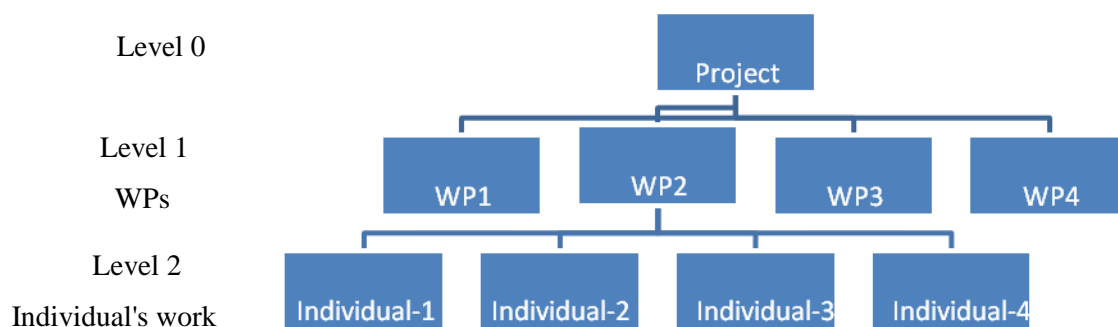 Level 0
Project
Level 1
WPs
WP1
WP2
WP3
WP4
Level 2
Individual's work
Individual-1
Individual-2
Individual-3
Individual-4